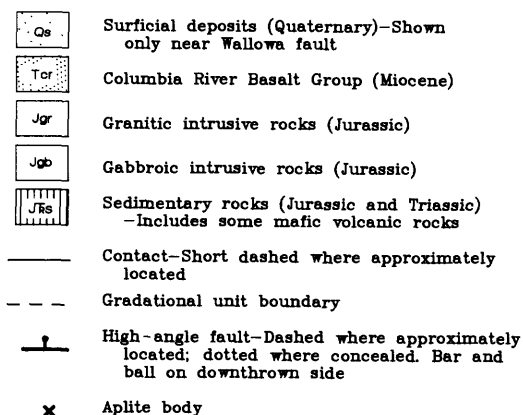 Qs Surficial deposits (Quaternary)–Shown
only near Wallowa fault
Tcr Columbia River Basalt Group (Miocene)
Jgr Granitic intrusive rocks (Jurassic)
Jgb Gabbroic intrusive rocks (Jurassic)
J̅Ꞧs Sedimentary rocks (Jurassic and Triassic)
–Includes some mafic volcanic rocks
Contact–Short dashed where approximately
located
Gradational unit boundary
High-angle fault–Dashed where approximately
located; dotted where concealed. Bar and
ball on downthrown side
Aplite body